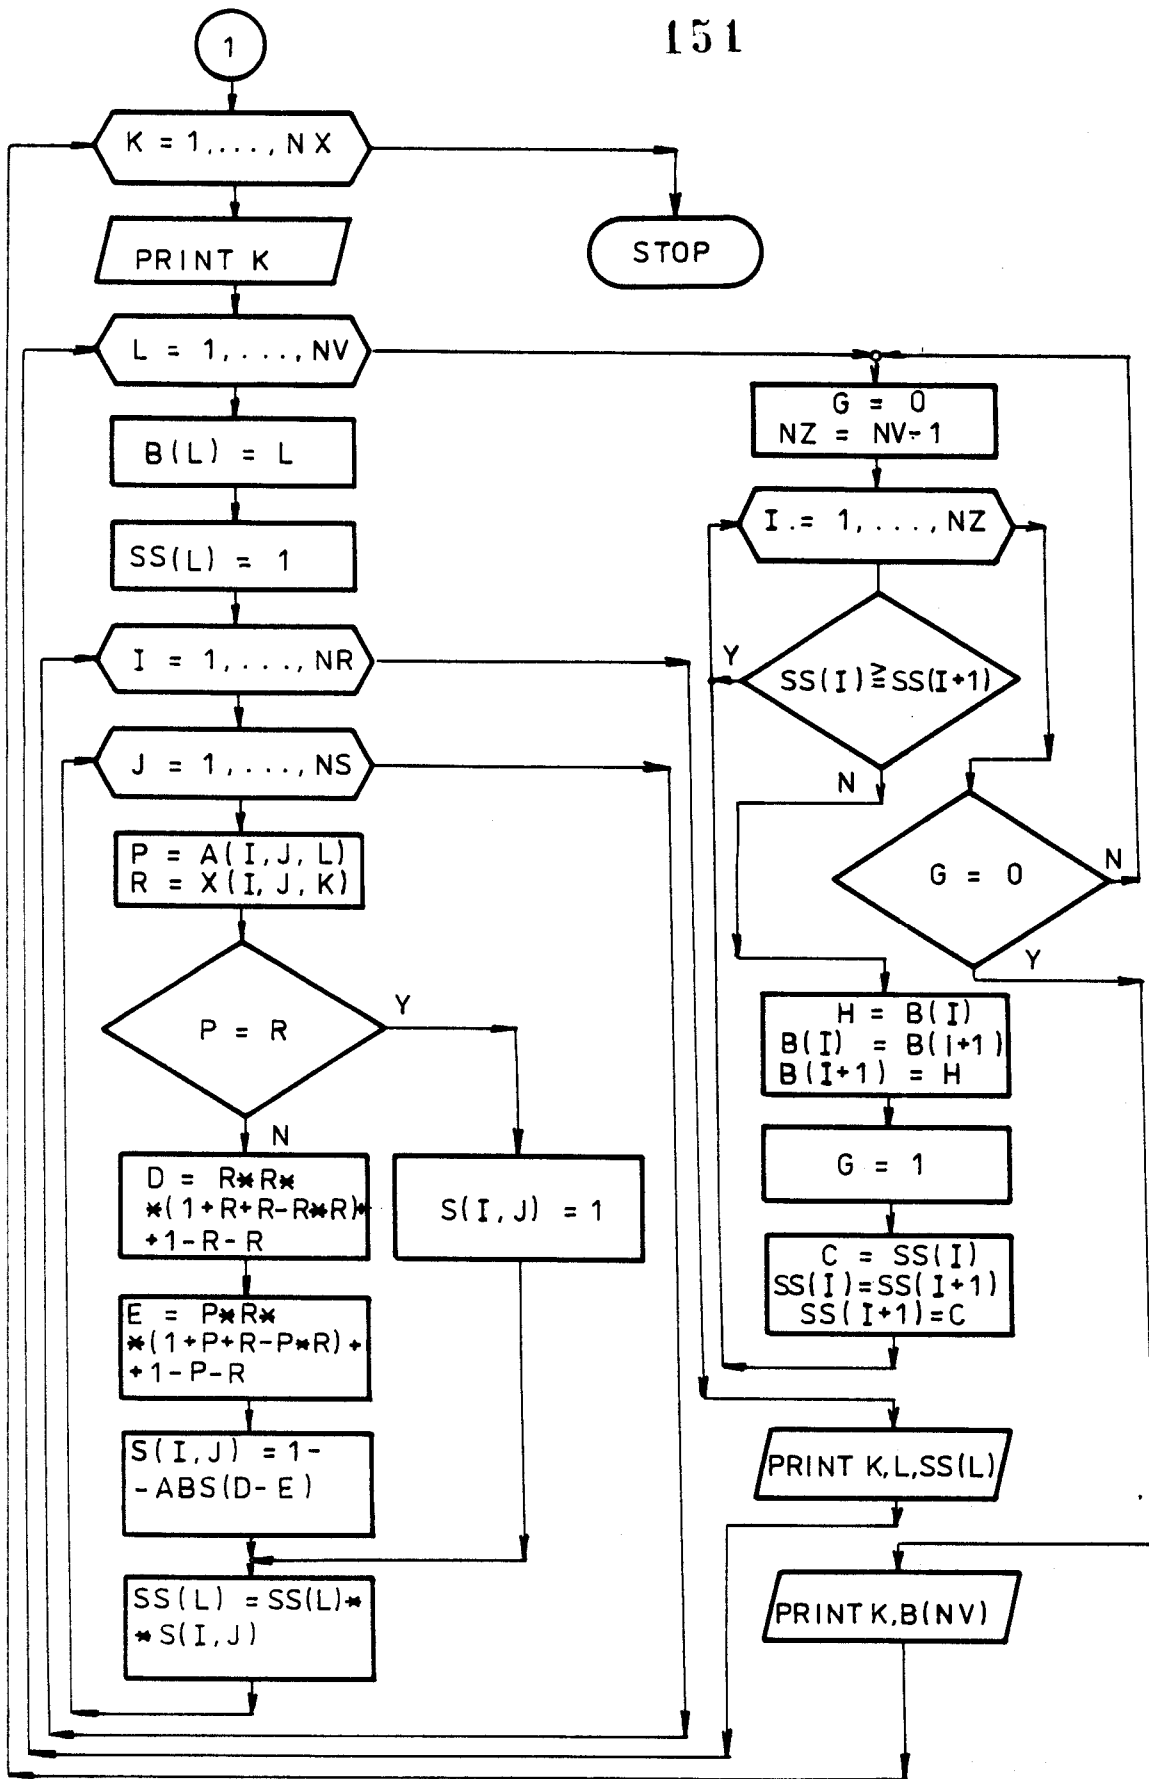 151
1
K = 1,...,NX
PRINT K
STOP
L = 1,...,NV
B(L) = L
SS(L) = 1
I = 1,...,NR
J = 1,...,NS
P = A(I,J,L)
R = X(I,J,K)
P = R
Y
N
D = R*R*
*(1+R+R-R*R)+
+1-R-R
S(I,J) = 1
E = P*R*
*(1+P+R-P*R)+
+1-P-R
S(I,J) = 1-
-ABS(D-E)
SS(L) = SS(L)*
*S(I,J)
G = 0
NZ = NV-1
I.= 1,...,NZ
Y
SS(I)≧SS(I+1)
N
G = 0
N
Y
H = B(I)
B(I) = B(I+1)
B(I+1) = H
G = 1
C = SS(I)
SS(I)=SS(I+1)
SS(I+1)=C
PRINT K,L,SS(L)
PRINT K,B(NV)